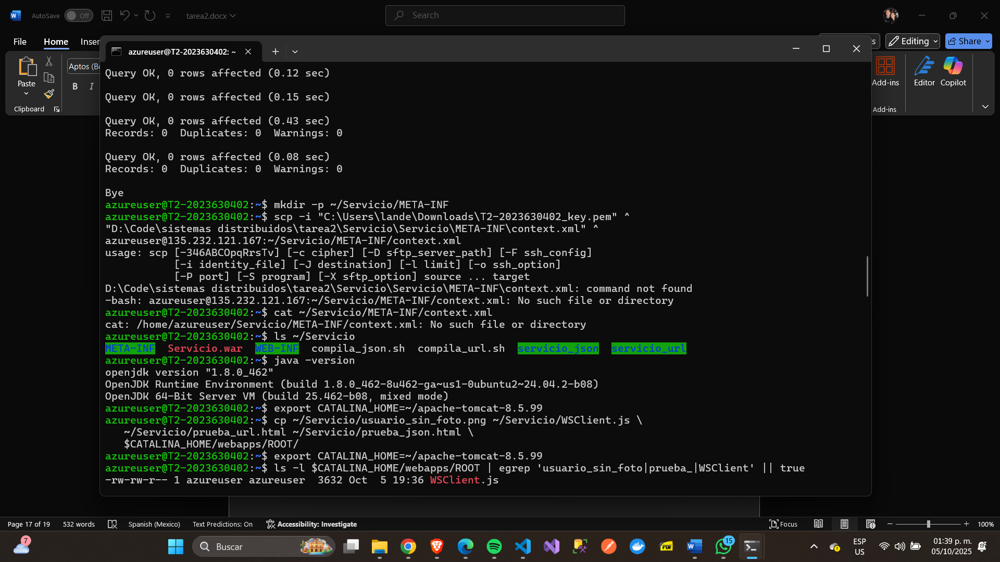 AutoSave Off tarea2.docx Search
File Home Inser s Editing Share
Paste Aptos (Bo B I Add-ins Editor Copilot
Clipboard Add-ins
azureuser@T2-2023630402: ~
Query OK, 0 rows affected (0.12 sec)
Query OK, 0 rows affected (0.15 sec)
Query OK, 0 rows affected (0.43 sec)
Records: 0  Duplicates: 0  Warnings: 0
Query OK, 0 rows affected (0.08 sec)
Records: 0  Duplicates: 0  Warnings: 0
Bye
azureuser@T2-2023630402:~$ mkdir -p ~/Servicio/META-INF
azureuser@T2-2023630402:~$ scp -i "C:\Users\lande\Downloads\T2-2023630402_key.pem" ^
"D:\Code\sistemas distribuidos\tarea2\Servicio\Servicio\META-INF\context.xml" ^
azureuser@135.232.121.167:~/Servicio/META-INF/context.xml
usage: scp [-346ABCOpqRrsTv] [-c cipher] [-D sftp_server_path] [-F ssh_config]
           [-i identity_file] [-J destination] [-l limit] [-o ssh_option]
           [-P port] [-S program] [-X sftp_option] source ... target
D:\Code\sistemas distribuidos\tarea2\Servicio\Servicio\META-INF\context.xml: command not found
-bash: azureuser@135.232.121.167:~/Servicio/META-INF/context.xml: No such file or directory
azureuser@T2-2023630402:~$ cat ~/Servicio/META-INF/context.xml
cat: /home/azureuser/Servicio/META-INF/context.xml: No such file or directory
azureuser@T2-2023630402:~$ ls ~/Servicio
META-INF  Servicio.war  WEB-INF  compila_json.sh  compila_url.sh  servicio_json  servicio_url
azureuser@T2-2023630402:~$ java -version
openjdk version "1.8.0_462"
OpenJDK Runtime Environment (build 1.8.0_462-8u462-ga~us1-0ubuntu2~24.04.2-b08)
OpenJDK 64-Bit Server VM (build 25.462-b08, mixed mode)
azureuser@T2-2023630402:~$ export CATALINA_HOME=~/apache-tomcat-8.5.99
azureuser@T2-2023630402:~$ cp ~/Servicio/usuario_sin_foto.png ~/Servicio/WSClient.js \
   ~/Servicio/prueba_url.html ~/Servicio/prueba_json.html \
   $CATALINA_HOME/webapps/ROOT/
azureuser@T2-2023630402:~$ export CATALINA_HOME=~/apache-tomcat-8.5.99
azureuser@T2-2023630402:~$ ls -l $CATALINA_HOME/webapps/ROOT | egrep 'usuario_sin_foto|prueba_|WSClient' || true
-rw-rw-r-- 1 azureuser azureuser  3632 Oct  5 19:36 WSClient.js
Page 17 of 19 532 words Spanish (Mexico) Text Predictions: On Accessibility: Investigate Focus 100%
7 Buscar PDF 15 ESP US 01:39 p. m. 05/10/2025